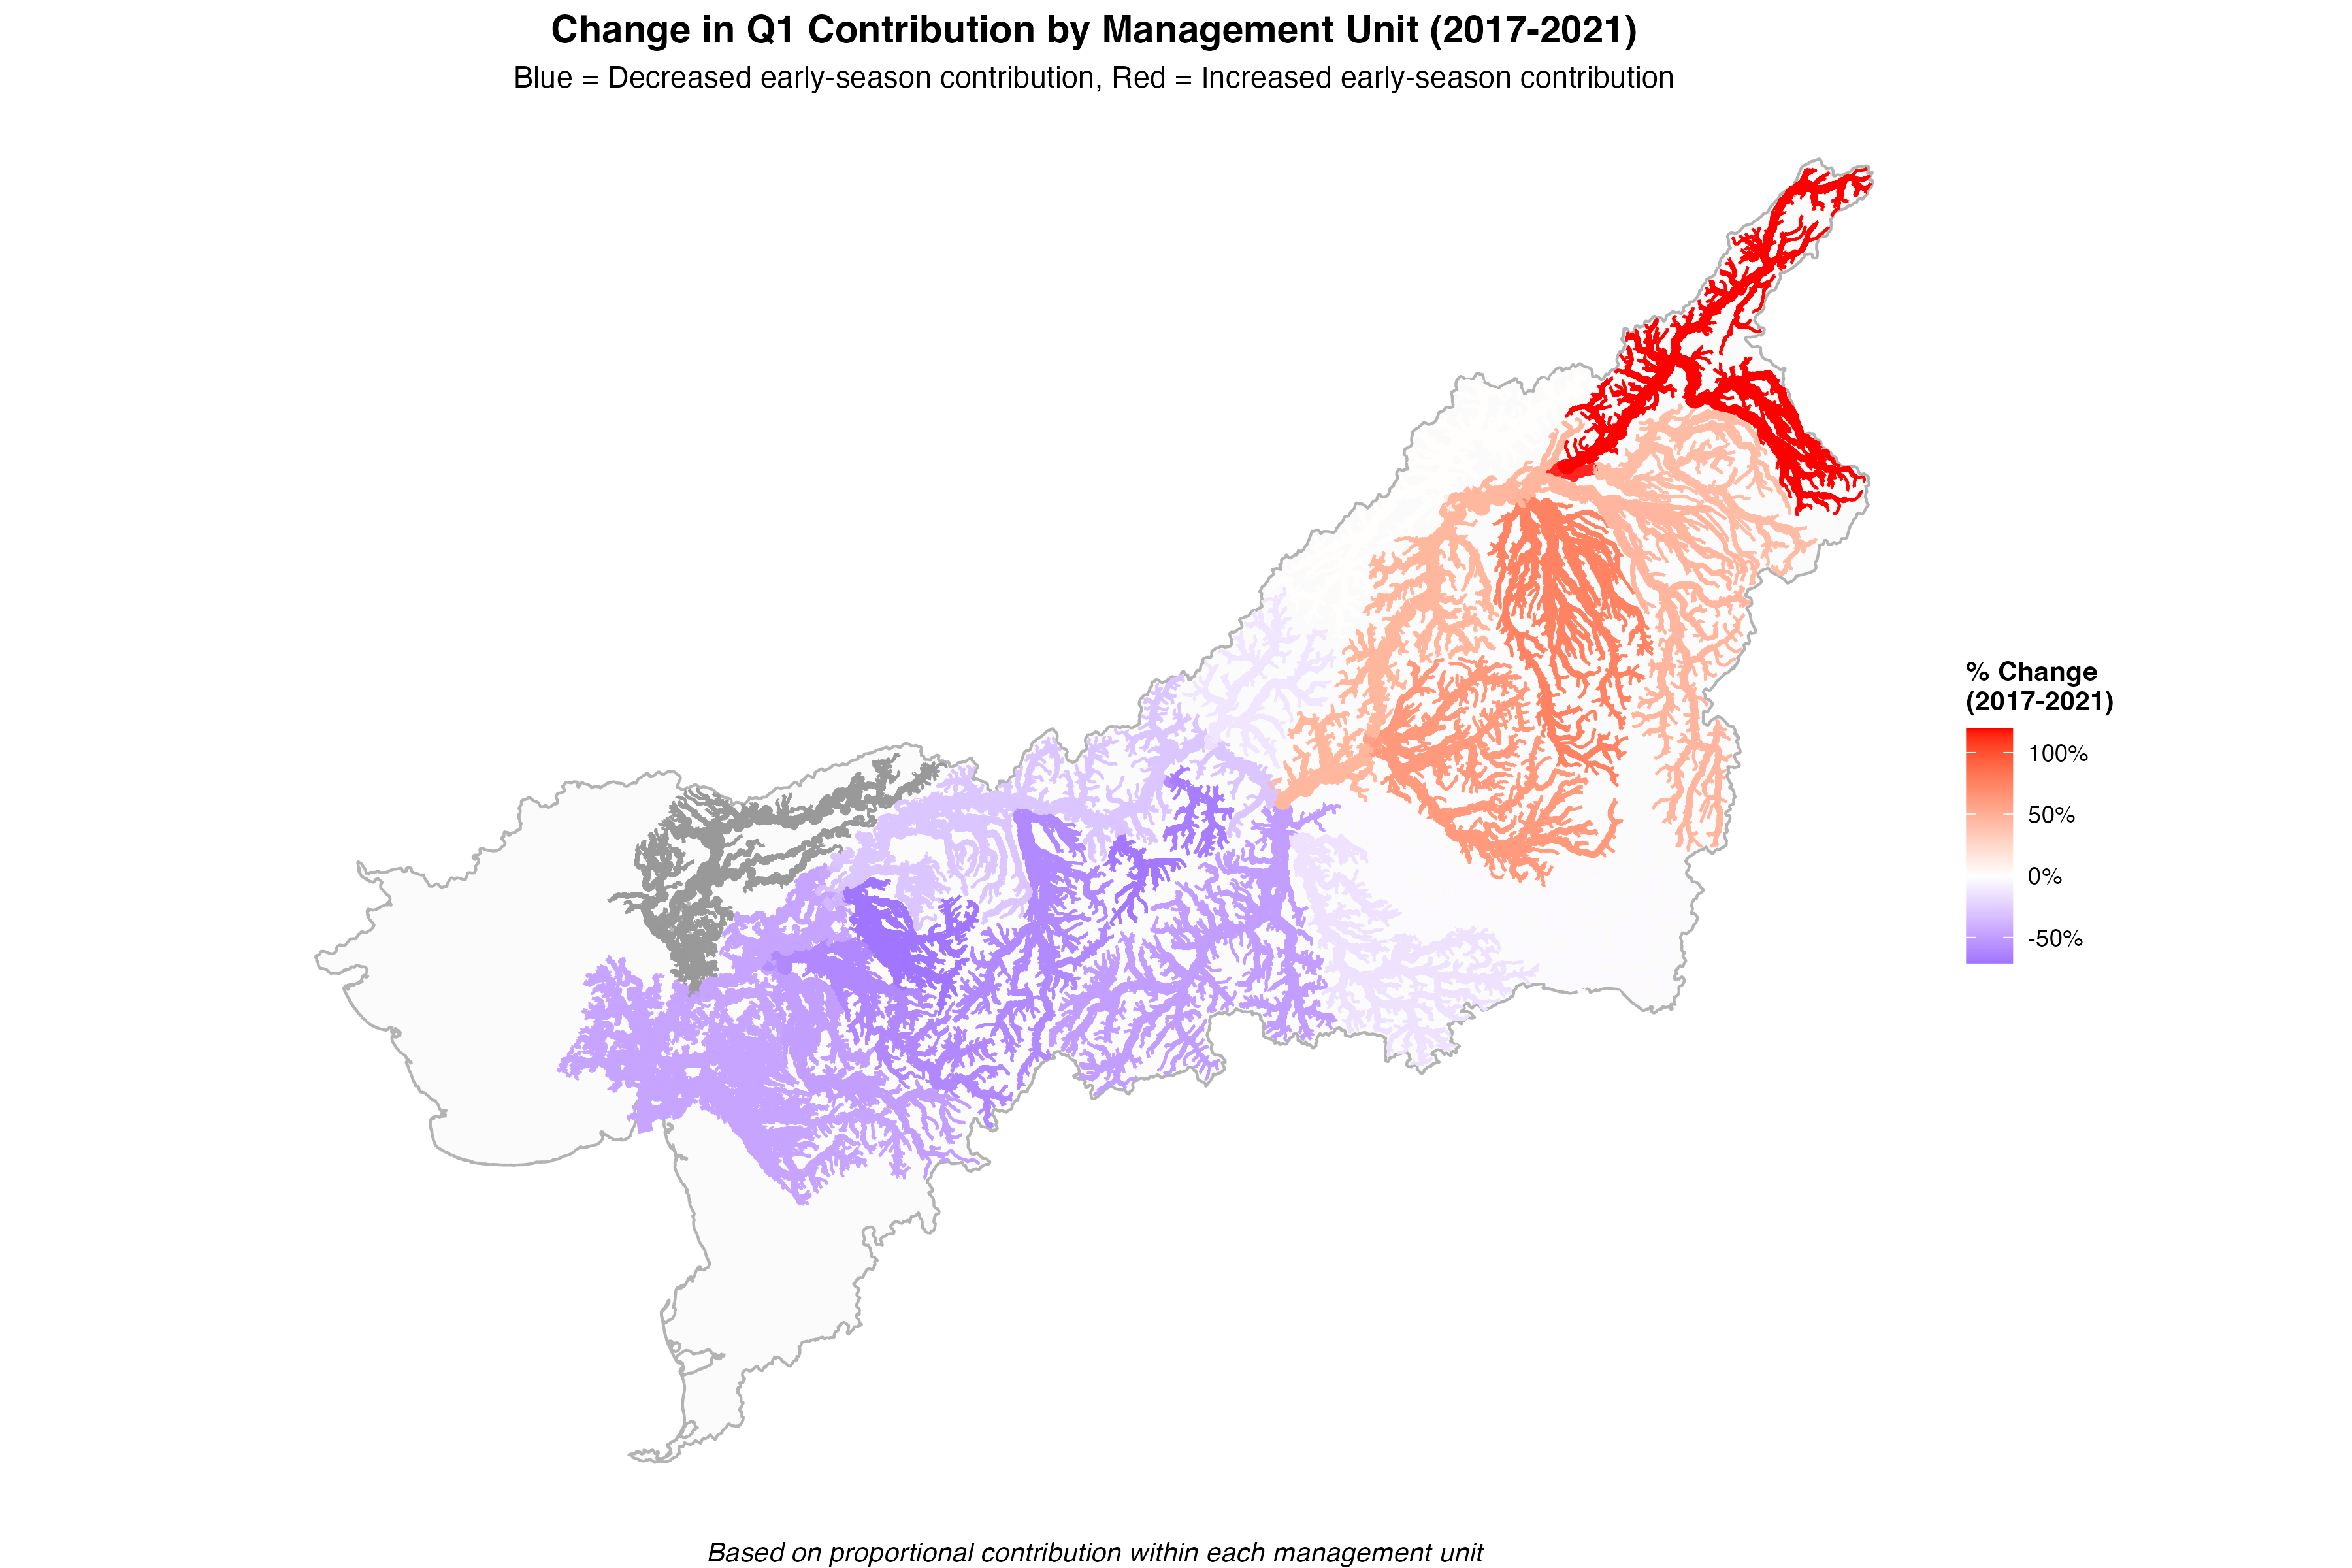 Change in Q1 Contribution by Management Unit (2017-2021)
Blue = Decreased early-season contribution, Red = Increased early-season contribution
% Change
(2017-2021)
100%
50%
0%
-50%
Based on proportional contribution within each management unit